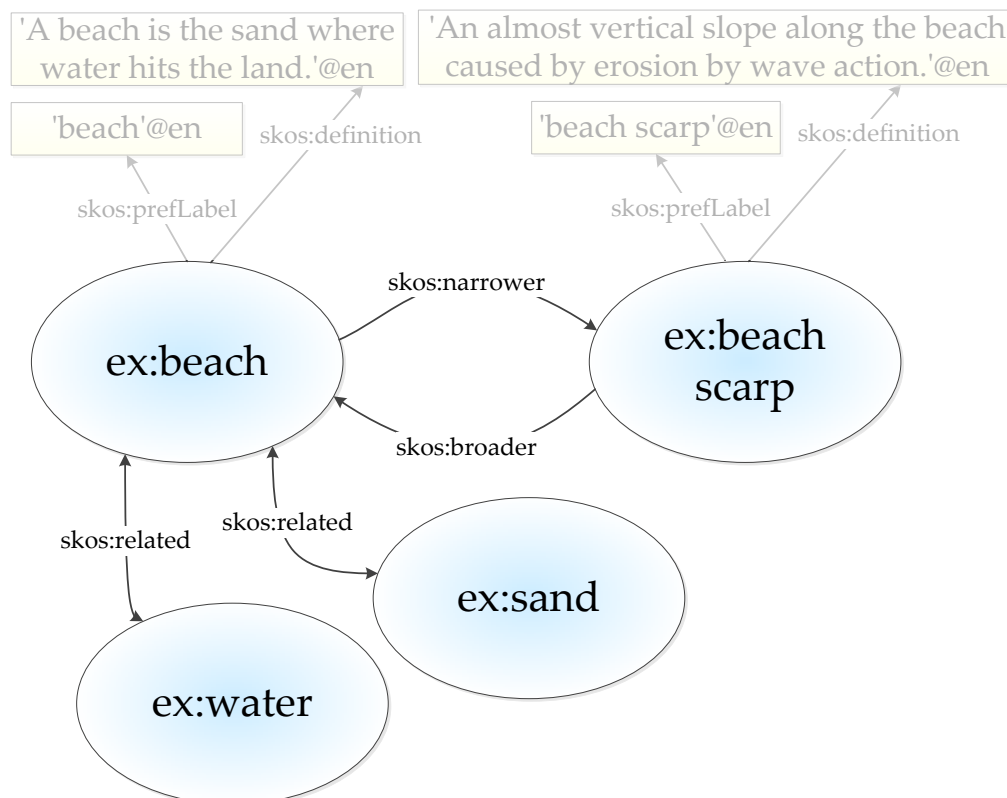 'A beach is the sand where
water hits the land.'@en
'An almost vertical slope along the beach
caused by erosion by wave action.'@en
'beach'@en
skos:definition
'beach scarp'@en
skos:definition
skos:prefLabel
skos:prefLabel
skos:narrower
ex:beach
ex:beach
scarp
skos:broader
skos:related
skos:related
ex:sand
ex:water